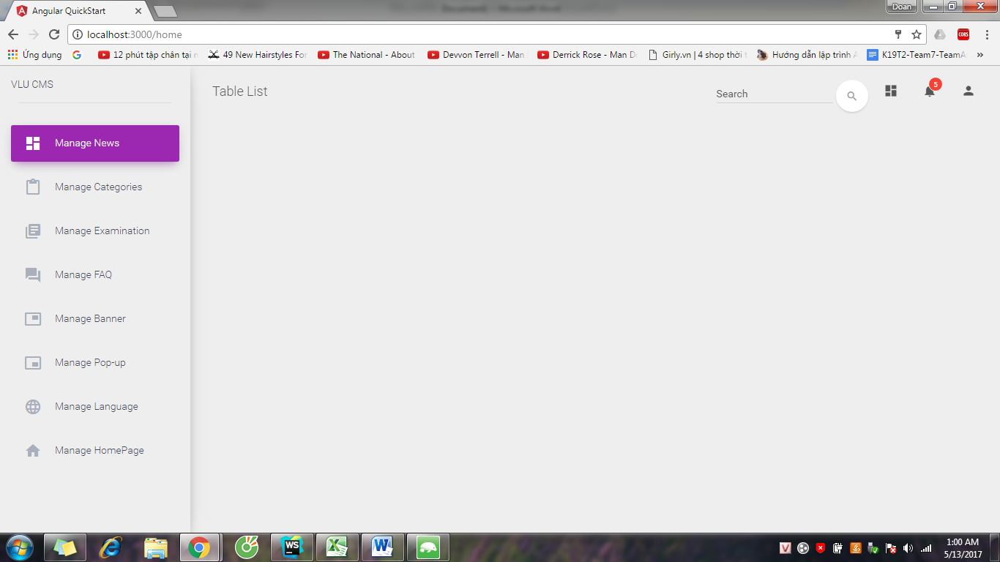 Angular QuickStart
Doan
localhost:3000/home
Ứng dụng
12 phút tập chân tại n
49 New Hairstyles For
The National - About
Devvon Terrell - Man
Derrick Rose - Man D
Girly.vn | 4 shop thời t
Hướng dẫn lập trình A
K19T2-Team7-TeamA
»
VLU CMS
Table List
Search
5
Manage News
Manage Categories
Manage Examination
Manage FAQ
Manage Banner
Manage Pop-up
Manage Language
Manage HomePage
CORS
WS
1:00 AM
5/13/2017